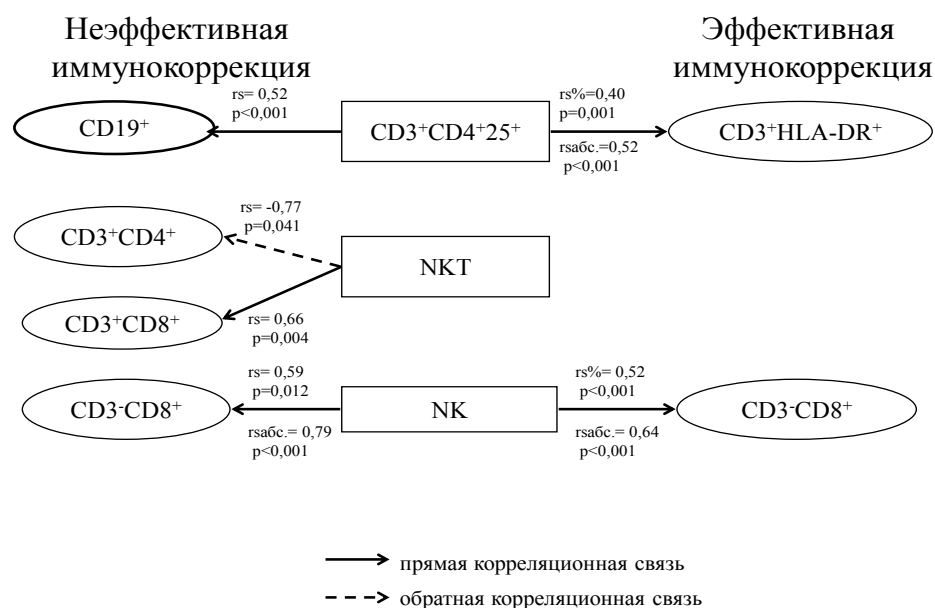 Неэффективная
иммунокоррекция
Эффективная
иммунокоррекция
CD19⁺
rs= 0,52
p<0,001
CD3⁺CD4⁺25⁺
rs%=0,40
p=0,001
rsабс.=0,52
p<0,001
CD3⁺HLA-DR⁺
CD3⁺CD4⁺
rs= -0,77
p=0,041
NKT
CD3⁺CD8⁺
rs= 0,66
p=0,004
CD3⁻CD8⁺
rs= 0,59
p=0,012
rsабс.= 0,79
p<0,001
NK
rs%= 0,52
p<0,001
rsабс.= 0,64
p<0,001
CD3⁻CD8⁺
прямая корреляционная связь
обратная корреляционная связь